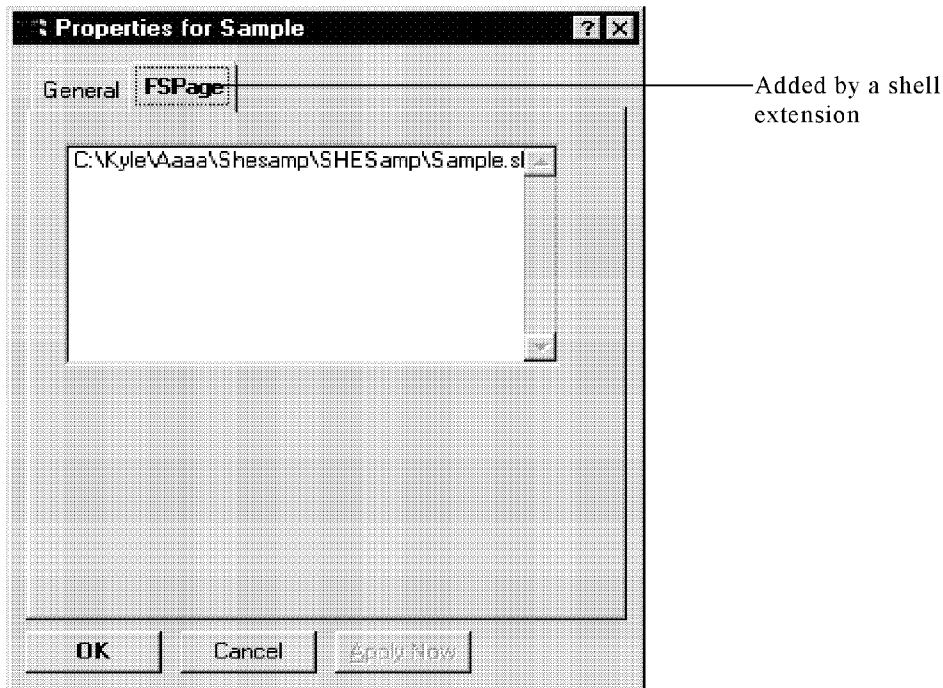 Properties for Sample
? X
General FSPage
Added by a shell
extension
C:\Kyle\Aaaa\Shesamp\SHESamp\Sample.sl
OK Cancel Apply Now